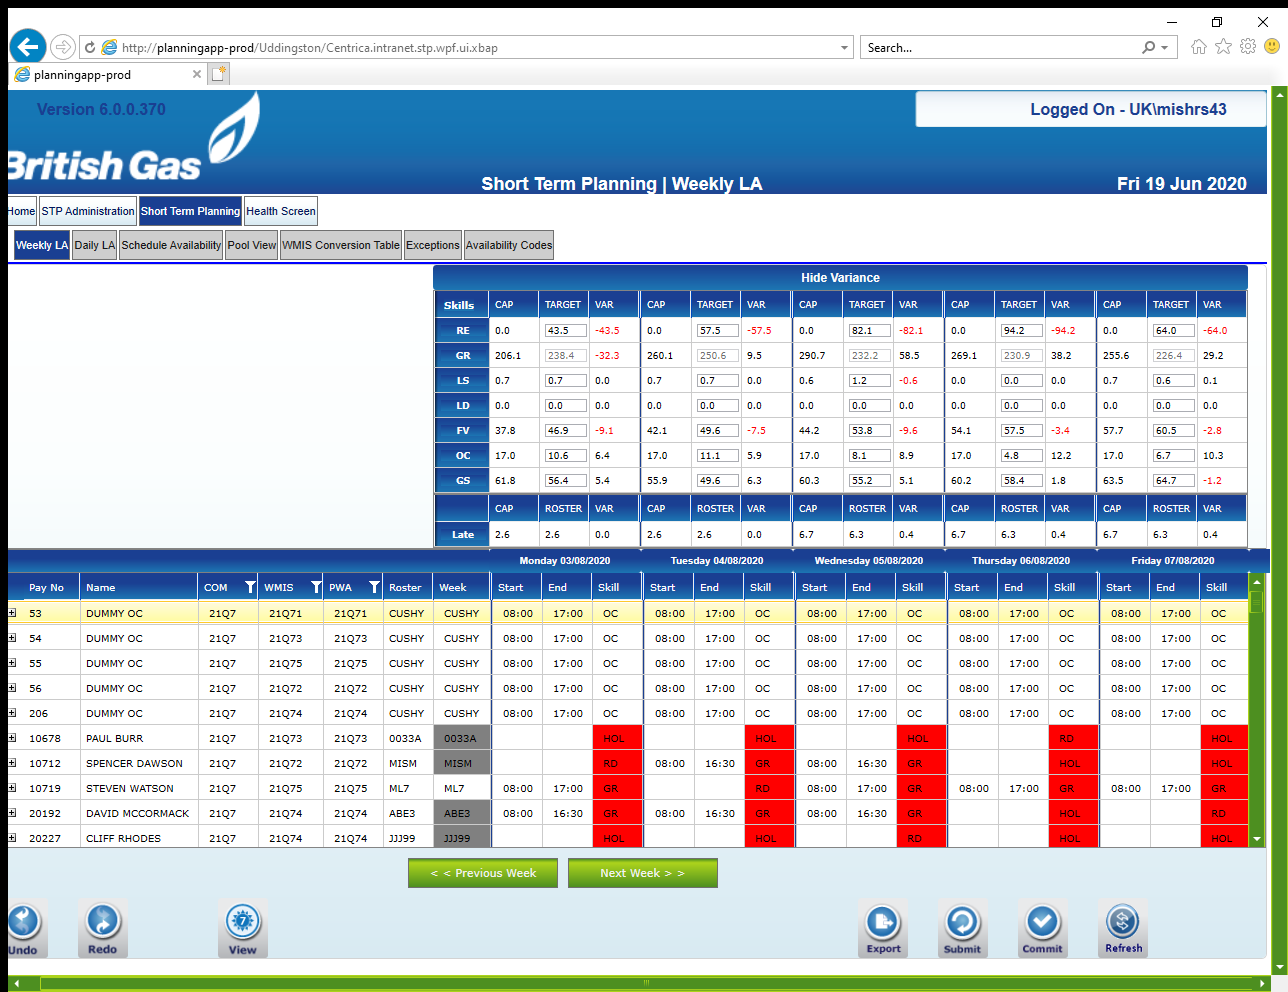 http://planningapp-prod/Uddingston/Centrica.intranet.stp.wpf.ui.xbap
Search...
planningapp-prod
Version 6.0.0.370
Logged On - UK\mishrs43
British Gas
Short Term Planning | Weekly LA
Fri 19 Jun 2020
Home STP Administration Short Term Planning Health Screen
Weekly LA Daily LA Schedule Availability Pool View WMIS Conversion Table Exceptions Availability Codes
Hide Variance
Skills CAP TARGET VAR CAP TARGET VAR CAP TARGET VAR CAP TARGET VAR CAP TARGET VAR
RE 0.0 43.5 -43.5 0.0 57.5 -57.5 0.0 82.1 -82.1 0.0 94.2 -94.2 0.0 64.0 -64.0
GR 206.1 238.4 -32.3 260.1 250.6 9.5 290.7 232.2 58.5 269.1 230.9 38.2 255.6 226.4 29.2
LS 0.7 0.7 0.0 0.7 0.7 0.0 0.6 1.2 -0.6 0.0 0.0 0.0 0.7 0.6 0.1
LD 0.0 0.0 0.0 0.0 0.0 0.0 0.0 0.0 0.0 0.0 0.0 0.0 0.0 0.0 0.0
FV 37.8 46.9 -9.1 42.1 49.6 -7.5 44.2 53.8 -9.6 54.1 57.5 -3.4 57.7 60.5 -2.8
OC 17.0 10.6 6.4 17.0 11.1 5.9 17.0 8.1 8.9 17.0 4.8 12.2 17.0 6.7 10.3
GS 61.8 56.4 5.4 55.9 49.6 6.3 60.3 55.2 5.1 60.2 58.4 1.8 63.5 64.7 -1.2
CAP ROSTER VAR CAP ROSTER VAR CAP ROSTER VAR CAP ROSTER VAR CAP ROSTER VAR
Late 2.6 2.6 0.0 2.6 2.6 0.0 6.7 6.3 0.4 6.7 6.3 0.4 6.7 6.3 0.4
Monday 03/08/2020 Tuesday 04/08/2020 Wednesday 05/08/2020 Thursday 06/08/2020 Friday 07/08/2020
Pay No Name COM WMIS PWA Roster Week Start End Skill Start End Skill Start End Skill Start End Skill Start End Skill
53 DUMMY OC 21Q7 21Q71 21Q71 CUSHY CUSHY 08:00 17:00 OC 08:00 17:00 OC 08:00 17:00 OC 08:00 17:00 OC 08:00 17:00 OC
54 DUMMY OC 21Q7 21Q73 21Q73 CUSHY CUSHY 08:00 17:00 OC 08:00 17:00 OC 08:00 17:00 OC 08:00 17:00 OC 08:00 17:00 OC
55 DUMMY OC 21Q7 21Q75 21Q75 CUSHY CUSHY 08:00 17:00 OC 08:00 17:00 OC 08:00 17:00 OC 08:00 17:00 OC 08:00 17:00 OC
56 DUMMY OC 21Q7 21Q72 21Q72 CUSHY CUSHY 08:00 17:00 OC 08:00 17:00 OC 08:00 17:00 OC 08:00 17:00 OC 08:00 17:00 OC
206 DUMMY OC 21Q7 21Q74 21Q74 CUSHY CUSHY 08:00 17:00 OC 08:00 17:00 OC 08:00 17:00 OC 08:00 17:00 OC 08:00 17:00 OC
10678 PAUL BURR 21Q7 21Q73 21Q73 0033A 0033A HOL HOL HOL RD HOL
10712 SPENCER DAWSON 21Q7 21Q72 21Q72 MISM MISM RD 08:00 16:30 GR 08:00 16:30 GR HOL HOL
10719 STEVEN WATSON 21Q7 21Q75 21Q75 ML7 ML7 08:00 17:00 GR RD 08:00 17:00 GR 08:00 17:00 GR 08:00 17:00 GR
20192 DAVID MCCORMACK 21Q7 21Q74 21Q74 ABE3 ABE3 08:00 16:30 GR 08:00 16:30 GR 08:00 16:30 GR HOL RD
20227 CLIFF RHODES 21Q7 21Q74 21Q74 JJJ99 JJJ99 HOL HOL RD HOL HOL
< < Previous Week Next Week > >
7
Undo Redo View Export Submit Commit Refresh